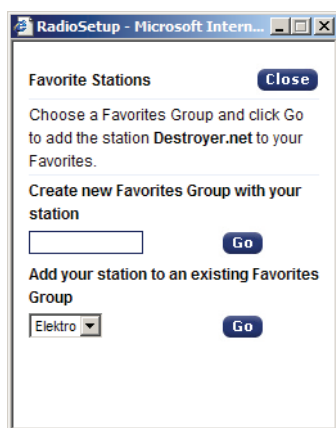 RadioSetup - Microsoft Intern...
Favorite Stations
Close
Choose a Favorites Group and click Go
to add the station Destroyer.net to your
Favorites.
Create new Favorites Group with your
station
Go
Add your station to an existing Favorites
Group
Elektro
Go